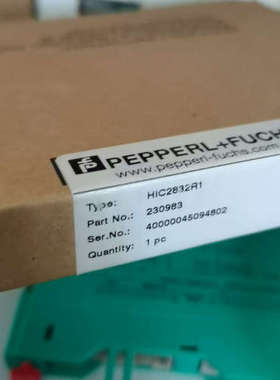 PEPPERL+FUCHS
www.pepperl-fuchs.com
Type: HIC2832R1
Part No.: 230983
Ser.No.: 40000045094802
Quantity: 1 pc